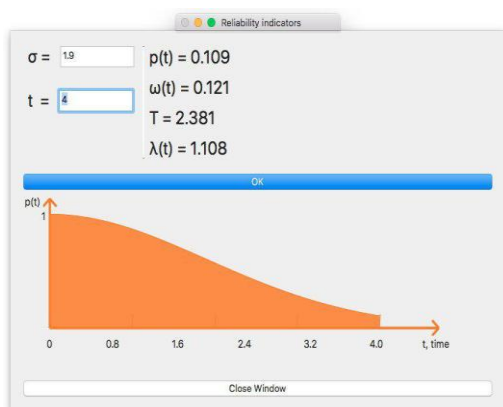 Reliability indicators
σ = 1.9
t = 4
p(t) = 0.109
ω(t) = 0.121
T = 2.381
λ(t) = 1.108
OK
p(t)
1
0 0.8 1.6 2.4 3.2 4.0 t, time
Close Window